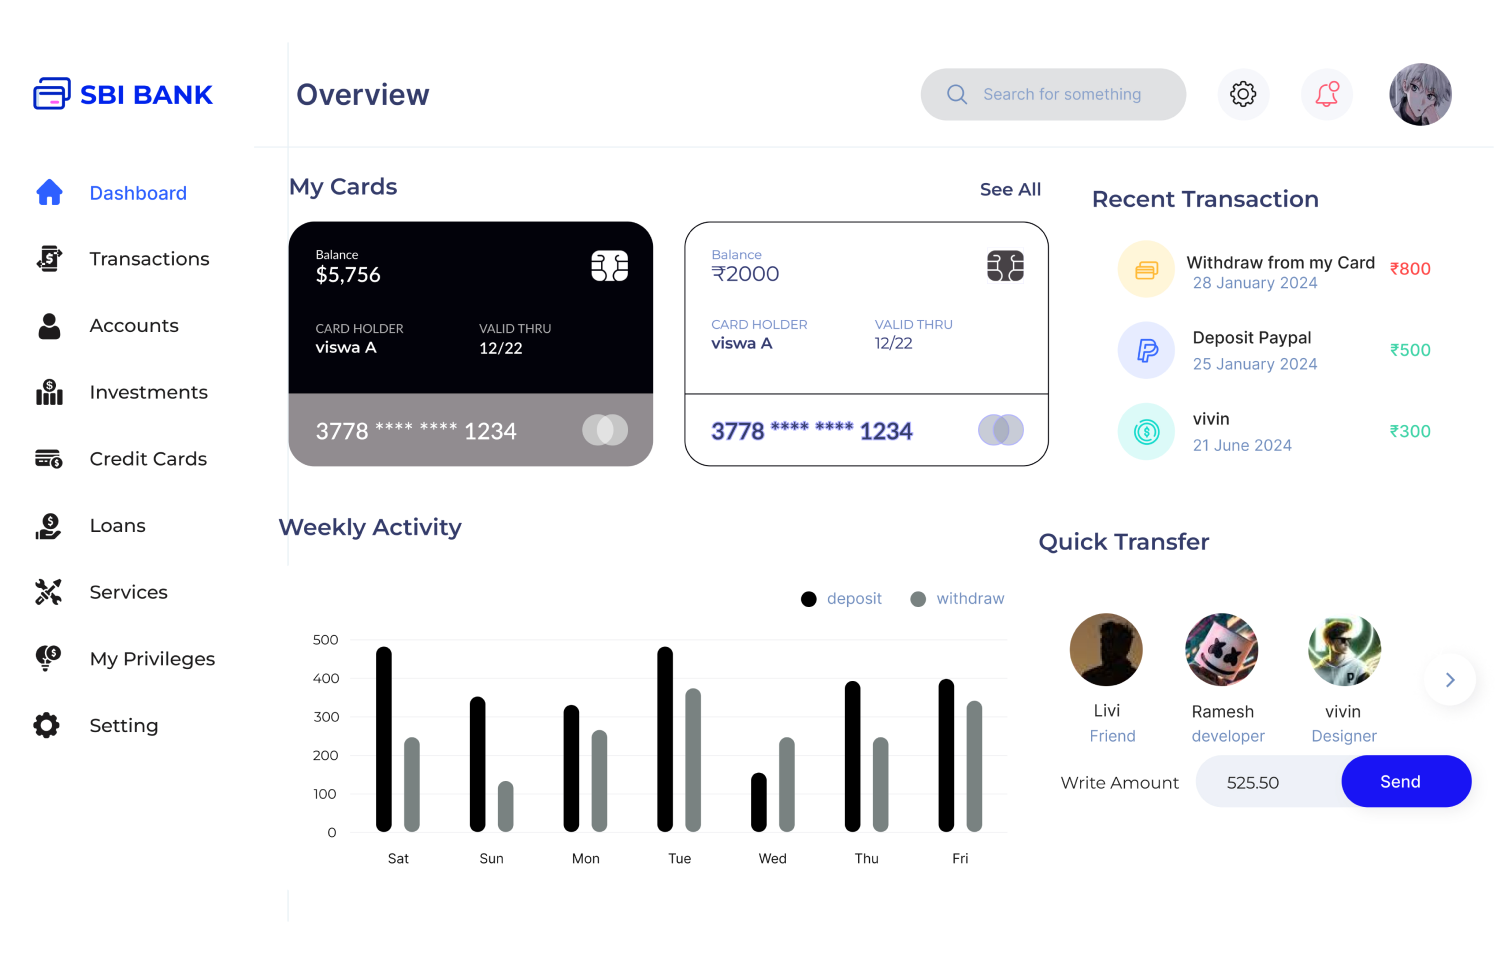 SBI BANK
Overview
Search for something
Dashboard
Transactions
Accounts
Investments
Credit Cards
Loans
Services
My Privileges
Setting
My Cards
See All
Balance
$5,756
CARD HOLDER
viswa A
VALID THRU
12/22
3778 **** **** 1234
Balance
₹2000
CARD HOLDER
viswa A
VALID THRU
12/22
3778 **** **** 1234
Recent Transaction
Withdraw from my Card
28 January 2024
₹800
Deposit Paypal
25 January 2024
₹500
vivin
21 June 2024
₹300
Weekly Activity
deposit
withdraw
500
400
300
200
100
0
Sat Sun Mon Tue Wed Thu Fri
Quick Transfer
Livi
Friend
Ramesh
developer
vivin
Designer
Write Amount
525.50
Send